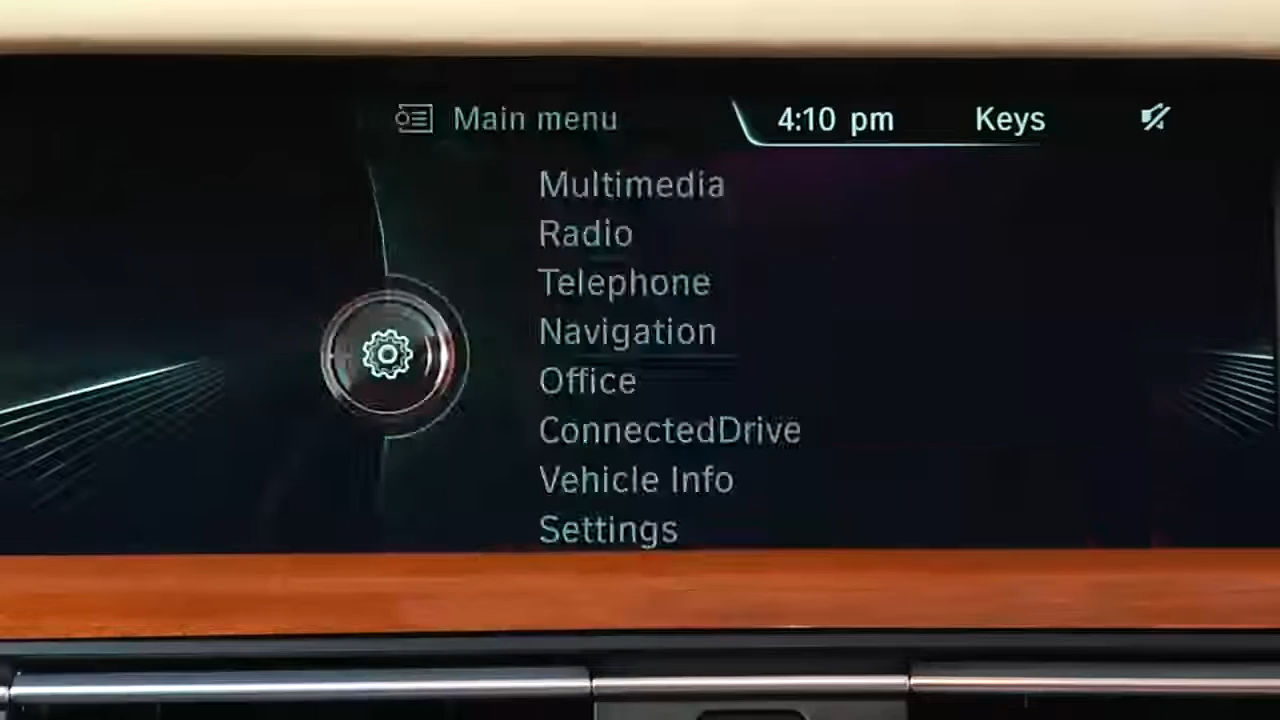 Main menu
4:10 pm
Keys
Multimedia
Radio
Telephone
Navigation
Office
ConnectedDrive
Vehicle Info
Settings